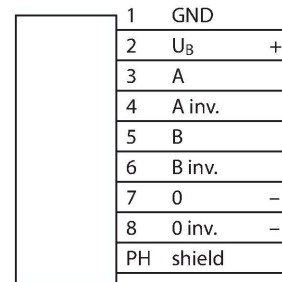 1 GND
2 U_B +
3 A
4 A inv.
5 B
6 B inv.
7 0 –
8 0 inv. –
PH shield